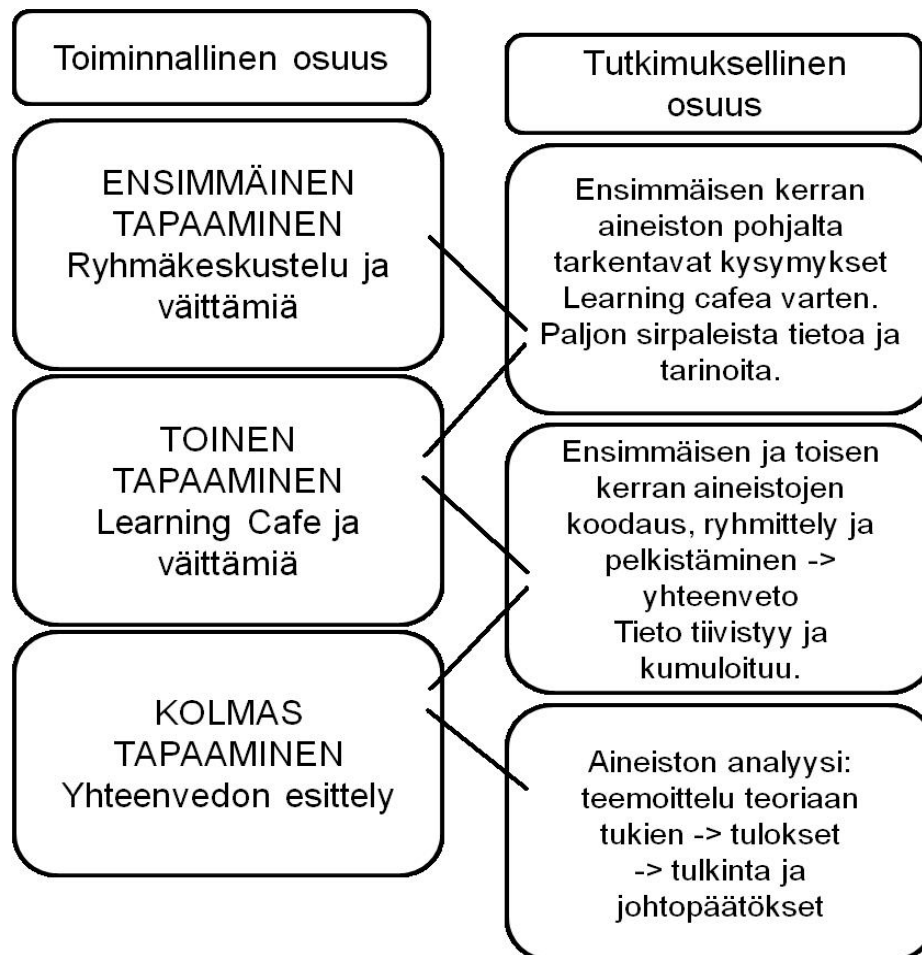 Toiminnallinen osuus
ENSIMMÄINEN
TAPAAMINEN
Ryhmäkeskustelu ja
väittämiä
TOINEN
TAPAAMINEN
Learning Cafe ja
väittämiä
KOLMAS
TAPAAMINEN
Yhteenvedon esittely
Tutkimuksellinen
osuus
Ensimmäisen kerran
aineiston pohjalta
tarkentavat kysymykset
Learning cafea varten.
Paljon sirpaleista tietoa ja
tarinoita.
Ensimmäisen ja toisen
kerran aineistojen
koodaus, ryhmittely ja
pelkistäminen ->
yhteenveto
Tieto tiivistyy ja
kumuloituu.
Aineiston analyysi:
teemoittelu teoriaan
tukien -> tulokset
-> tulkinta ja
johtopäätökset